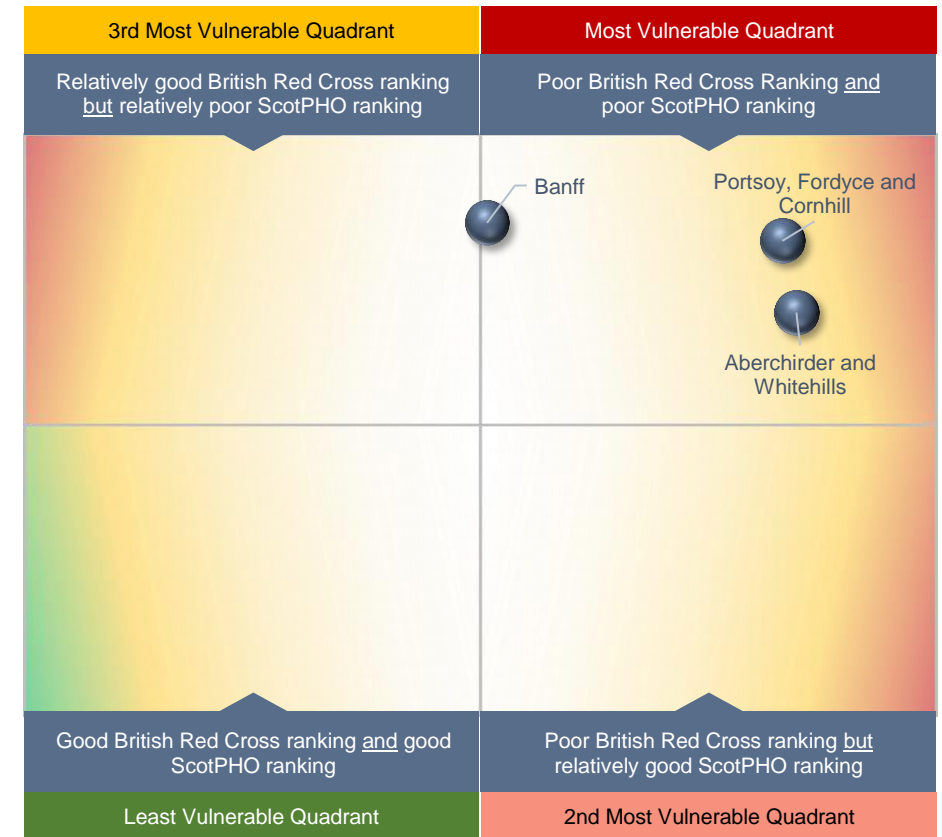 3rd Most Vulnerable Quadrant
Most Vulnerable Quadrant
Relatively good British Red Cross ranking
but relatively poor ScotPHO ranking
Poor British Red Cross Ranking and
poor ScotPHO ranking
Banff
Portsoy, Fordyce and
Cornhill
Aberchirder and
Whitehills
Good British Red Cross ranking and good
ScotPHO ranking
Poor British Red Cross ranking but
relatively good ScotPHO ranking
Least Vulnerable Quadrant
2nd Most Vulnerable Quadrant